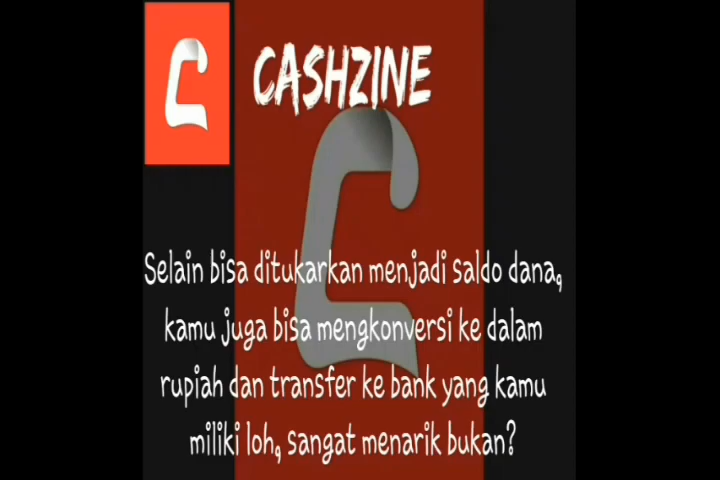 CASHZINE
Selain bisa ditukarkan menjadi saldo dana,
kamu juga bisa mengkonversi ke dalam
rupiah dan transfer ke bank yang kamu
miliki loh, sangat menarik bukan?